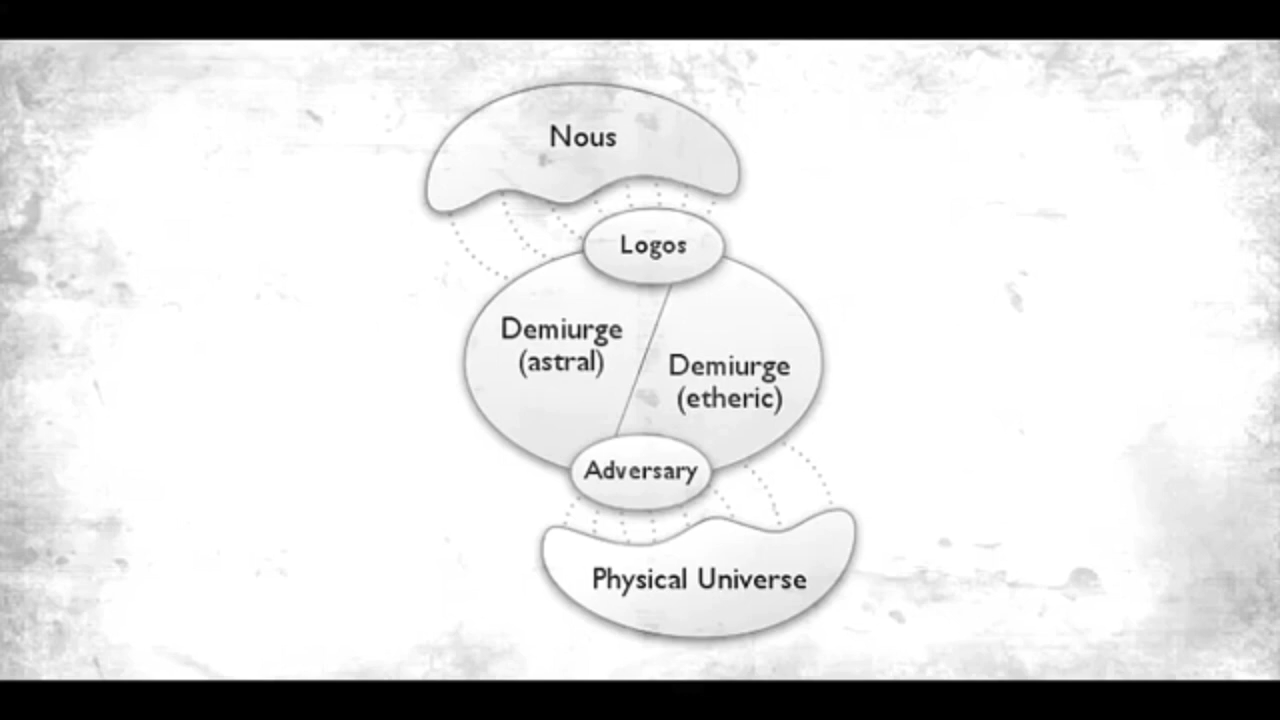 Nous
Logos
Demiurge
(astral)
Demiurge
(etheric)
Adversary
Physical Universe